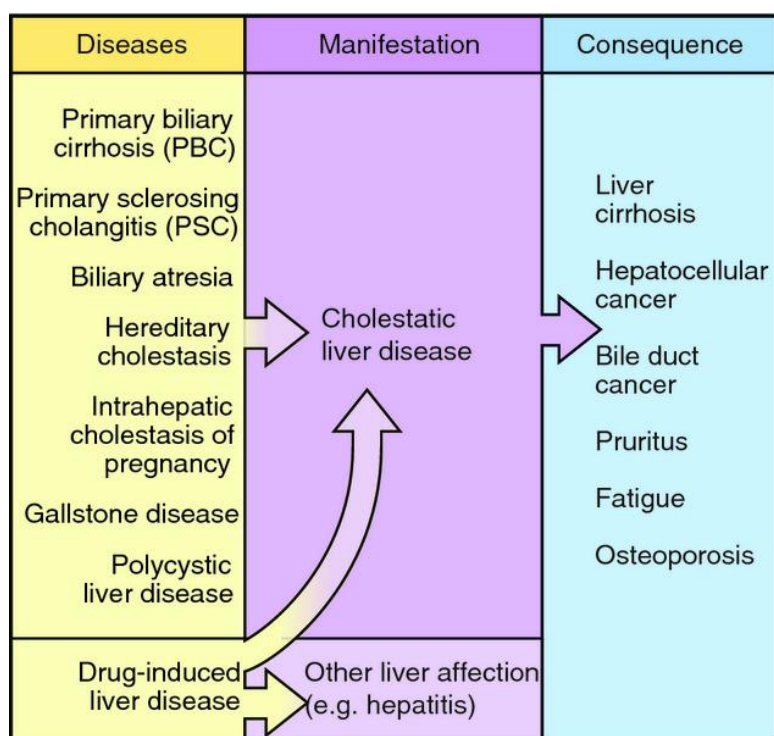 Diseases
Manifestation
Consequence
Primary biliary
cirrhosis (PBC)
Primary sclerosing
cholangitis (PSC)
Biliary atresia
Hereditary
cholestasis
Intrahepatic
cholestasis of
pregnancy
Gallstone disease
Polycystic
liver disease
Drug-induced
liver disease
Cholestatic
liver disease
Other liver affection
(e.g. hepatitis)
Liver
cirrhosis
Hepatocellular
cancer
Bile duct
cancer
Pruritus
Fatigue
Osteoporosis